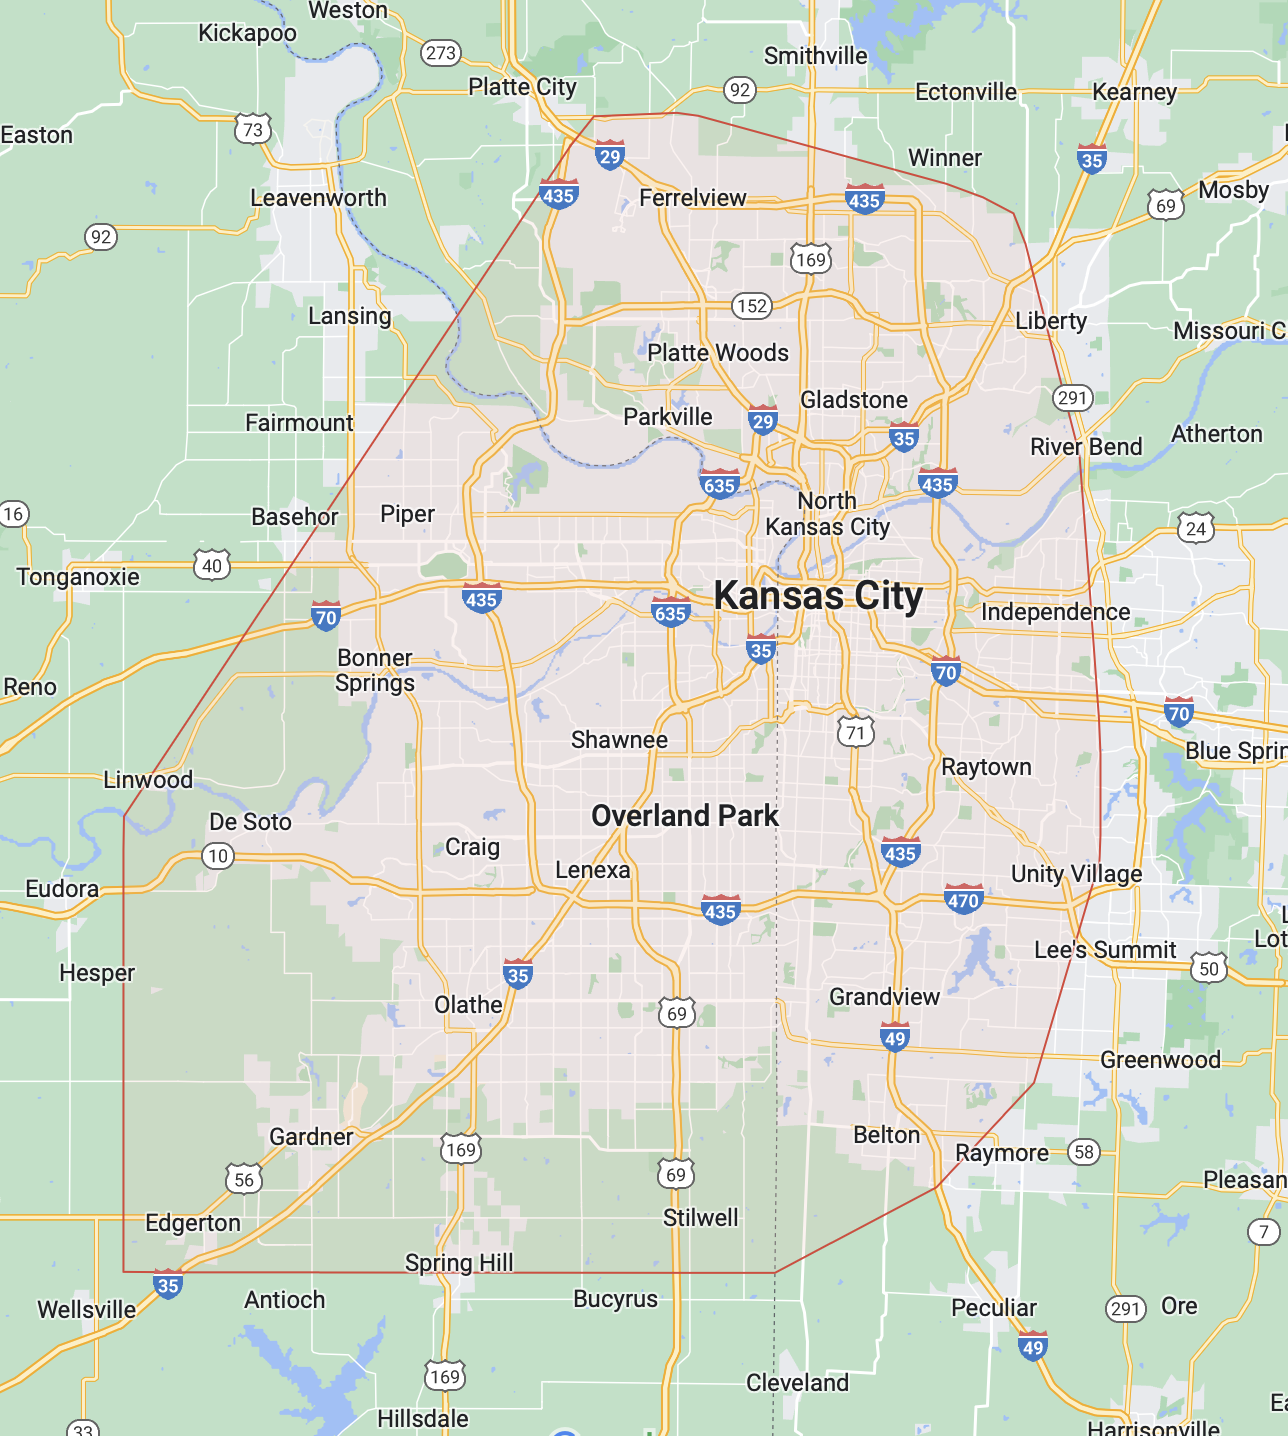 Weston
Kickapoo
273
Smithville
Platte City
92
Ectonville
Kearney
73
Easton
29
35
Winner
Leavenworth
435
Ferrelview
435
Mosby
69
92
169
152
Lansing
Liberty
Missouri C
Platte Woods
Gladstone
291
Fairmount
Parkville
29
35
River Bend
Atherton
635
435
16
Basehor
Piper
North
Kansas City
24
40
Tonganoxie
Kansas City
435
70
635
Independence
35
Bonner
Springs
70
Reno
70
71
Shawnee
Blue Sprin
Linwood
Raytown
De Soto
Overland Park
10
Craig
435
Eudora
Lenexa
Unity Village
435
470
Hesper
35
Lee's Summit
Lot
50
Olathe
Grandview
69
49
Greenwood
Gardner
169
Belton
Raymore
58
56
69
Pleasan
Edgerton
Stilwell
7
Spring Hill
35
Wellsville
Antioch
Bucyrus
Peculiar
291
Ore
49
169
Cleveland
Hillsdale
33
Harrisonville